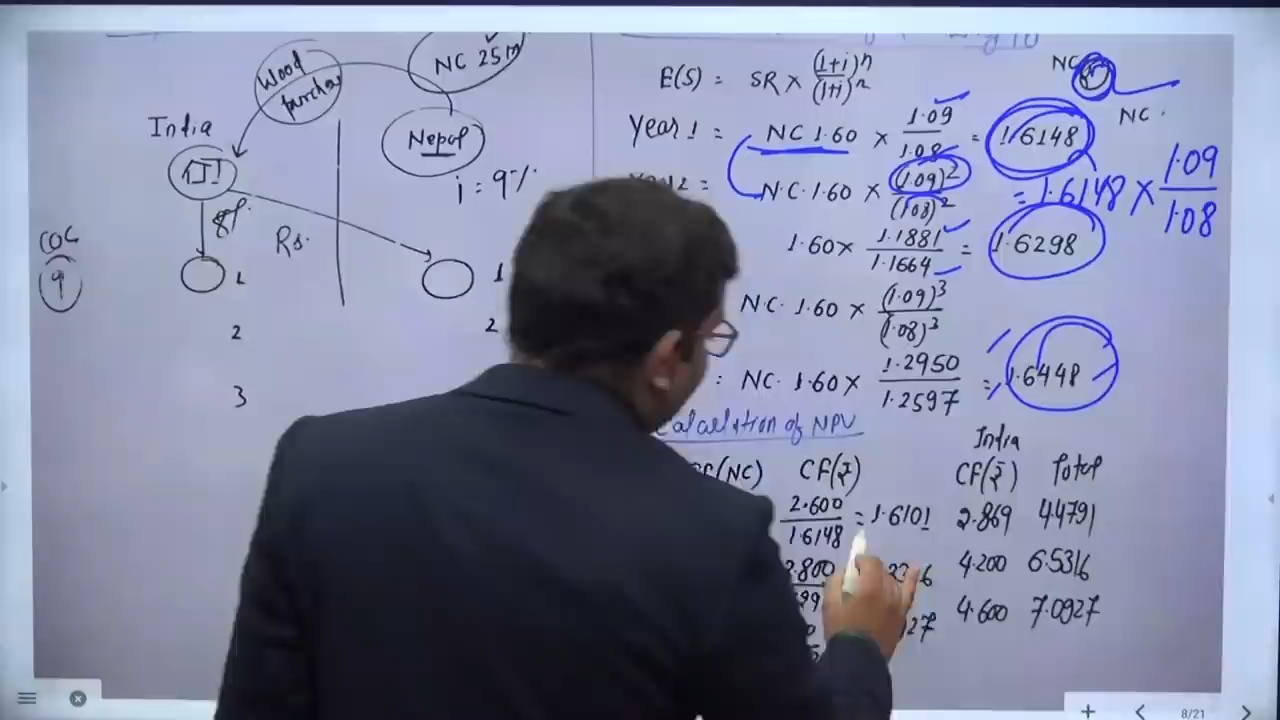 Wood
purchase
NC 25m
India
Nepal
8%
i = 9%
COC
9
Rs.
1
2
3
1
2
E(S) = SR × (1+i)ⁿ / (1+i)ⁿ
NC
NC.
Year 1 = NC 1.60 × 1.09 / 1.08 = 1.6148
= 1.6148 × 1.09 / 1.08
= N.C. 1.60 × (1.09)² / (1.08)²
1.60 × 1.1881 / 1.1664 = 1.6298
NC. 1.60 × (1.09)³ / (1.08)³
= NC. 1.60 × 1.2950 / 1.2597 = 1.6448
Calculation of NPV
India
(NC) CF(₹) CF(₹) Total
2.600 / 1.6148 = 1.6101 2.869 4.4791
2.800 4.200 6.5316
4.600 7.0927
8/21